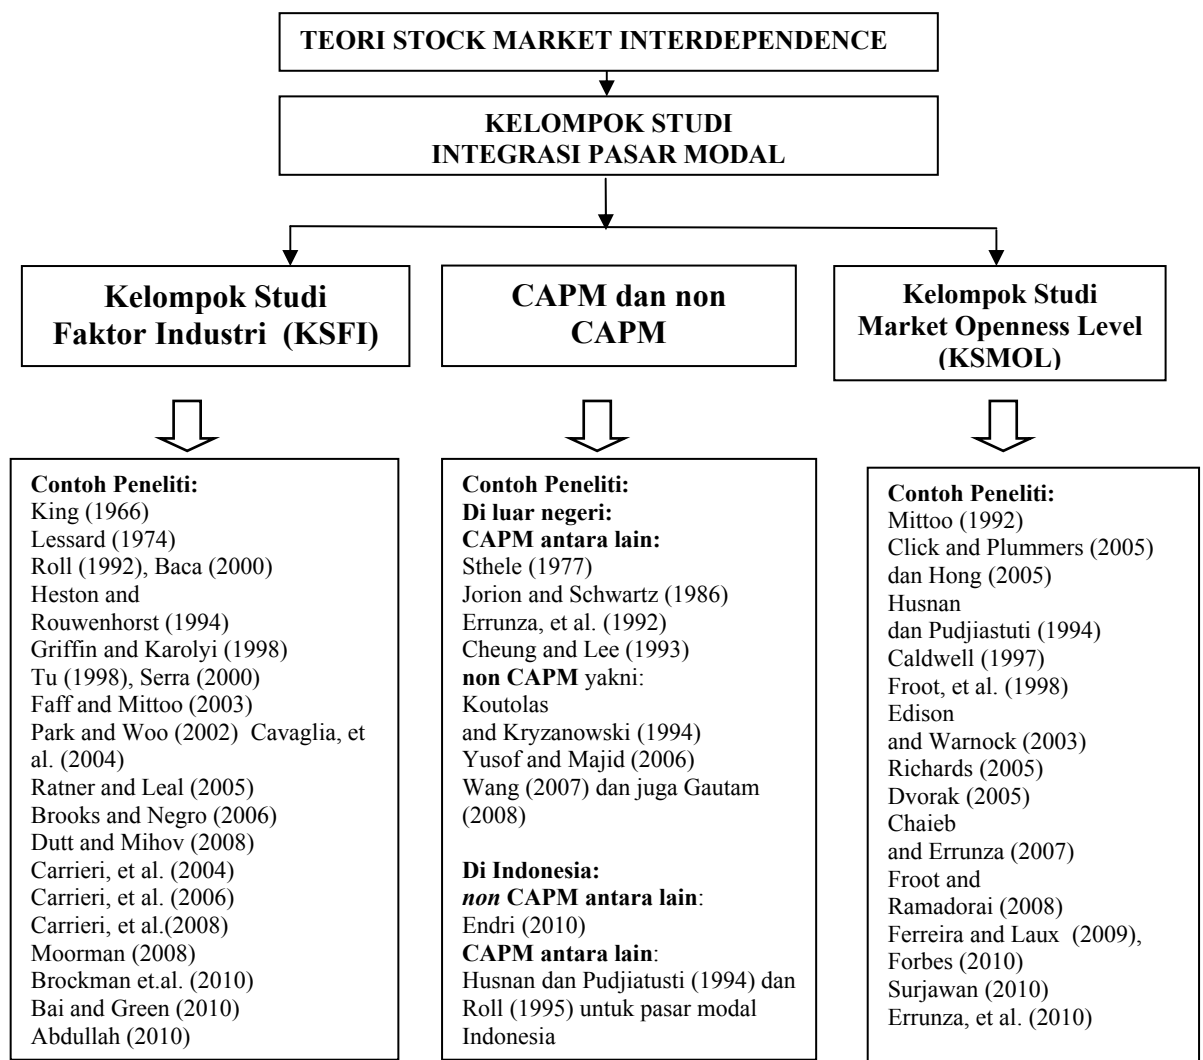 TEORI STOCK MARKET INTERDEPENDENCE
KELOMPOK STUDI
INTEGRASI PASAR MODAL
Kelompok Studi
Faktor Industri (KSFI)
CAPM dan non
CAPM
Kelompok Studi
Market Openness Level
(KSMOL)
Contoh Peneliti:
King (1966)
Lessard (1974)
Roll (1992), Baca (2000)
Heston and
Rouwenhorst (1994)
Griffin and Karolyi (1998)
Tu (1998), Serra (2000)
Faff and Mittoo (2003)
Park and Woo (2002) Cavaglia, et
al. (2004)
Ratner and Leal (2005)
Brooks and Negro (2006)
Dutt and Mihov (2008)
Carrieri, et al. (2004)
Carrieri, et al. (2006)
Carrieri, et al.(2008)
Moorman (2008)
Brockman et.al. (2010)
Bai and Green (2010)
Abdullah (2010)
Contoh Peneliti:
Di luar negeri:
CAPM antara lain:
Sthele (1977)
Jorion and Schwartz (1986)
Errunza, et al. (1992)
Cheung and Lee (1993)
non CAPM yakni:
Koutolas
and Kryzanowski (1994)
Yusof and Majid (2006)
Wang (2007) dan juga Gautam
(2008)
Di Indonesia:
non CAPM antara lain:
Endri (2010)
CAPM antara lain:
Husnan dan Pudjiatusti (1994) dan
Roll (1995) untuk pasar modal
Indonesia
Contoh Peneliti:
Mittoo (1992)
Click and Plummers (2005)
dan Hong (2005)
Husnan
dan Pudjiastuti (1994)
Caldwell (1997)
Froot, et al. (1998)
Edison
and Warnock (2003)
Richards (2005)
Dvorak (2005)
Chaieb
and Errunza (2007)
Froot and
Ramadorai (2008)
Ferreira and Laux (2009),
Forbes (2010)
Surjawan (2010)
Errunza, et al. (2010)